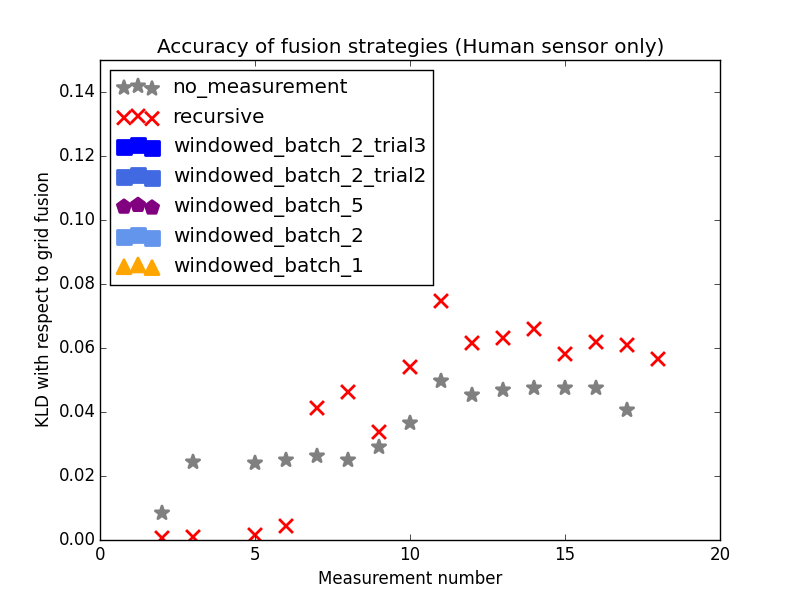 Accuracy of fusion strategies (Human sensor only)
no_measurement
recursive
windowed_batch_2_trial3
windowed_batch_2_trial2
windowed_batch_5
windowed_batch_2
windowed_batch_1
KLD with respect to grid fusion
0.14
0.12
0.10
0.08
0.06
0.04
0.02
0.00
0 5 10 15 20
Measurement number